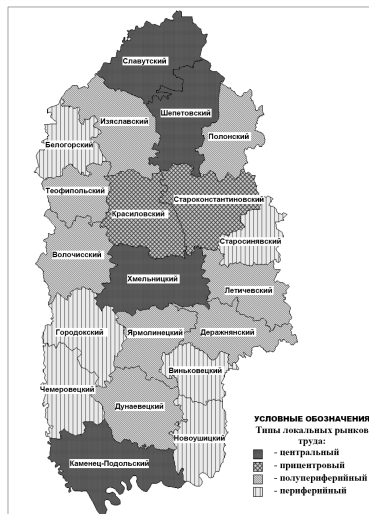 Славутский
Шепетовский
Изяславский
Полонский
Белогорский
Теофипольский
Староконстантиновский
Красиловский
Старосинявский
Волочисский
Хмельницкий
Летичевский
Городокский
Ярмолинецкий
Деражнянский
Виньковецкий
Чемеровецкий
Дунаевецкий
Новоушицкий
Каменец-Подольский
УСЛОВНЫЕ ОБОЗНАЧЕНИЯ
Типы локальных рынков
труда:
- центральный
- прицентровый
- полупериферийный
- периферийный